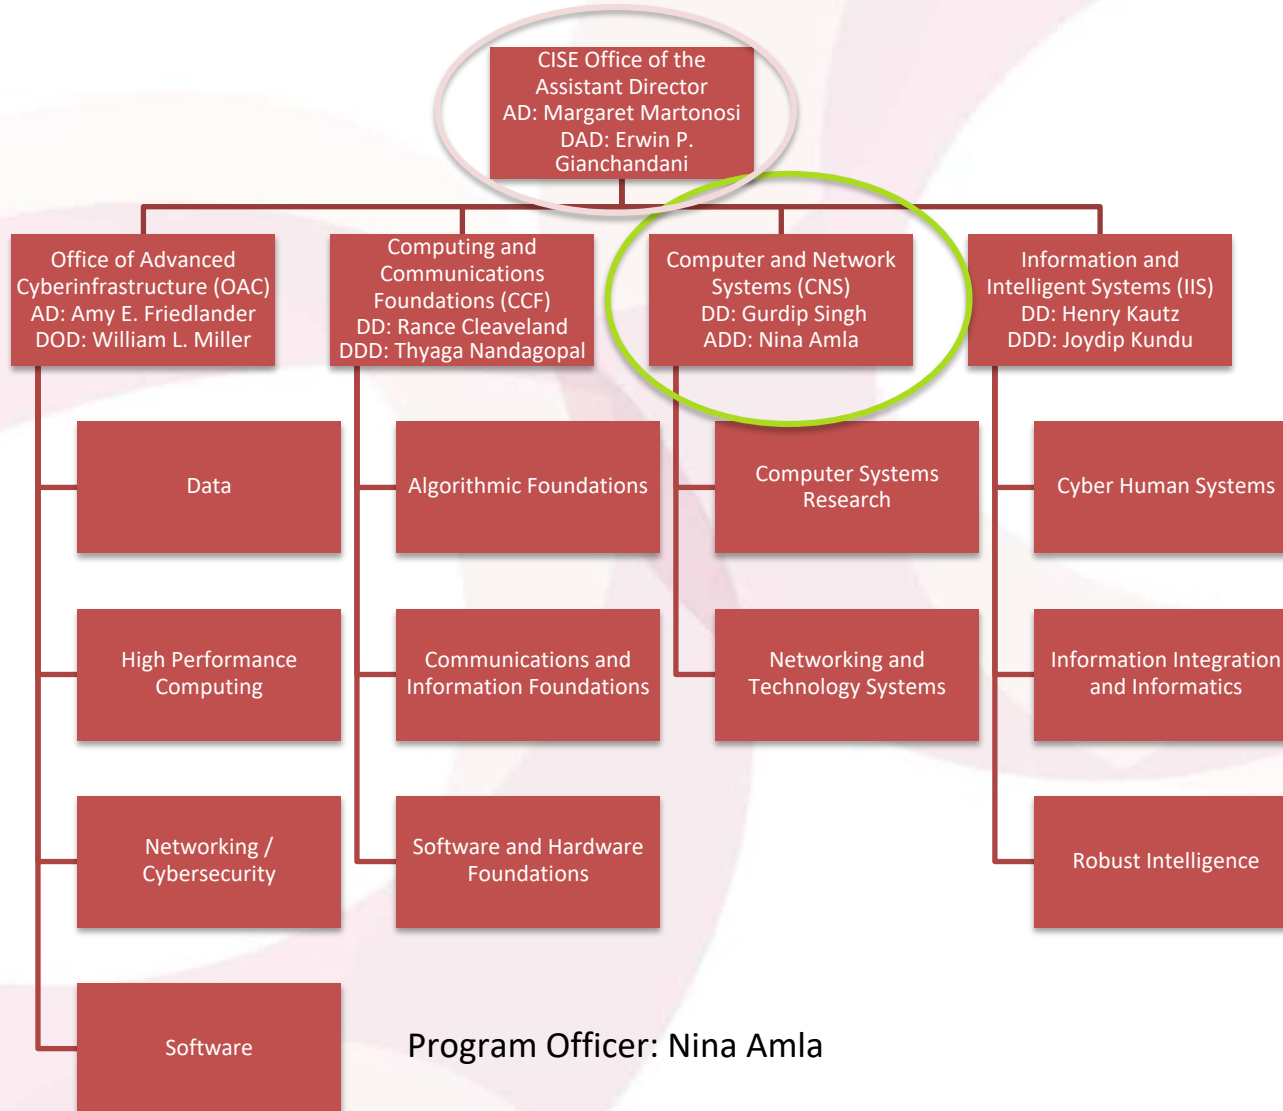 CISE Office of the
Assistant Director
AD: Margaret Martonosi
DAD: Erwin P.
Gianchandani
Office of Advanced
Cyberinfrastructure (OAC)
AD: Amy E. Friedlander
DOD: William L. Miller
Computing and
Communications
Foundations (CCF)
DD: Rance Cleaveland
DDD: Thyaga Nandagopal
Computer and Network
Systems (CNS)
DD: Gurdip Singh
ADD: Nina Amla
Information and
Intelligent Systems (IIS)
DD: Henry Kautz
DDD: Joydip Kundu
Data
High Performance
Computing
Networking /
Cybersecurity
Software
Algorithmic Foundations
Communications and
Information Foundations
Software and Hardware
Foundations
Computer Systems
Research
Networking and
Technology Systems
Cyber Human Systems
Information Integration
and Informatics
Robust Intelligence
Program Officer: Nina Amla